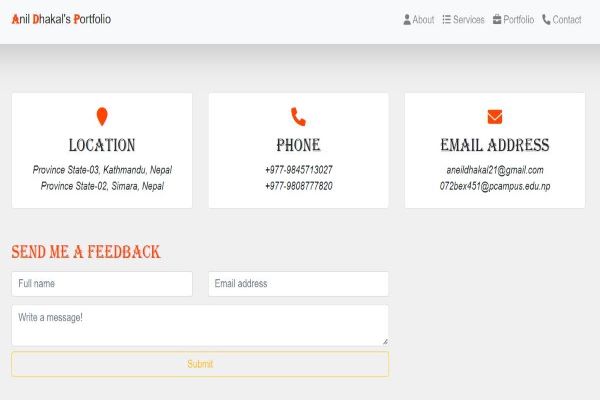 Anil Dhakal's Portfolio
About Services Portfolio Contact
LOCATION
Province State-03, Kathmandu, Nepal
Province State-02, Simara, Nepal
PHONE
+977-9845713027
+977-9808777820
EMAIL ADDRESS
aneildhakal21@gmail.com
072bex451@pcampus.edu.np
SEND ME A FEEDBACK
Full name
Email address
Write a message!
Submit